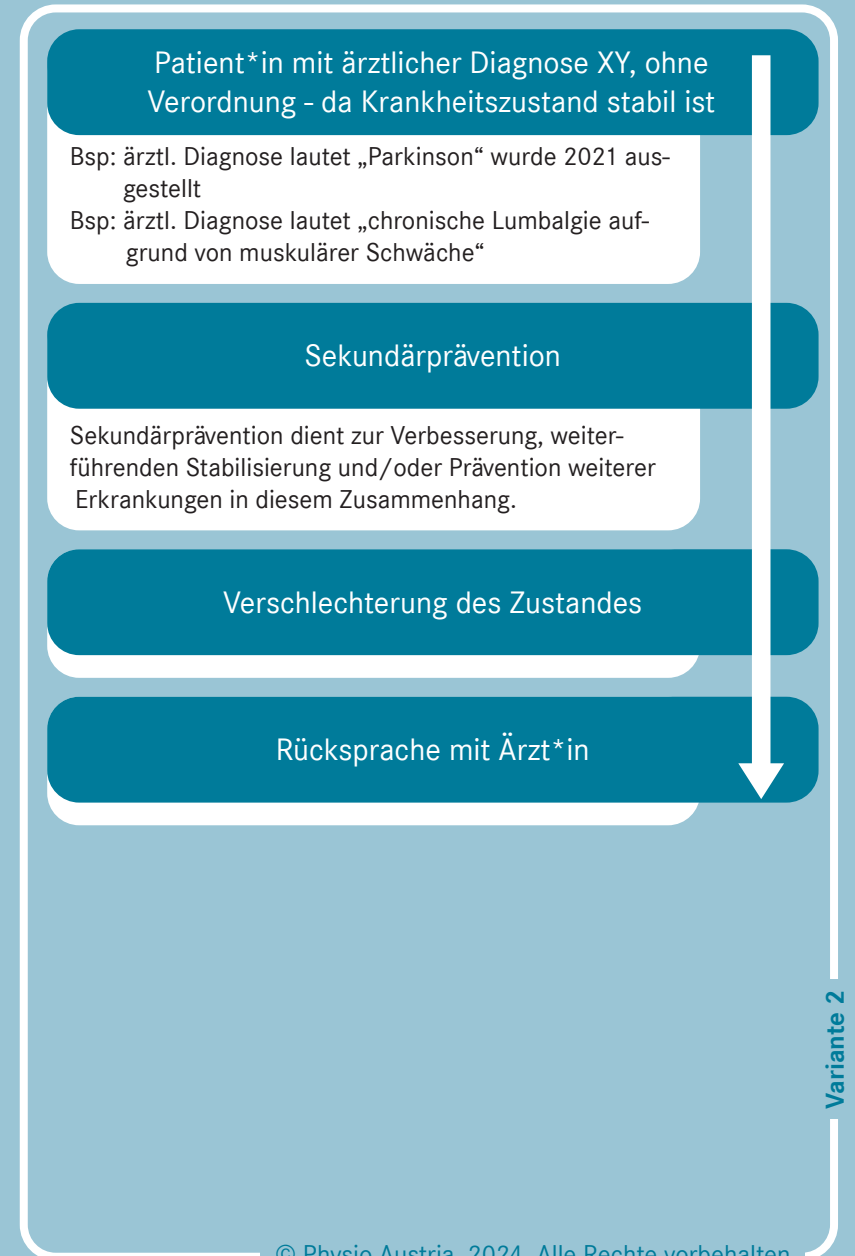 Patient*in mit ärztlicher Diagnose XY, ohne
Verordnung - da Krankheitszustand stabil ist
Bsp: ärztl. Diagnose lautet „Parkinson“ wurde 2021 aus-
gestellt
Bsp: ärztl. Diagnose lautet „chronische Lumbalgie auf-
grund von muskulärer Schwäche“
Sekundärprävention
Sekundärprävention dient zur Verbesserung, weiter-
führenden Stabilisierung und/oder Prävention weiterer
Erkrankungen in diesem Zusammenhang.
Verschlechterung des Zustandes
Rücksprache mit Ärzt*in
Variante 2
© Physio Austria, 2024. Alle Rechte vorbehalten